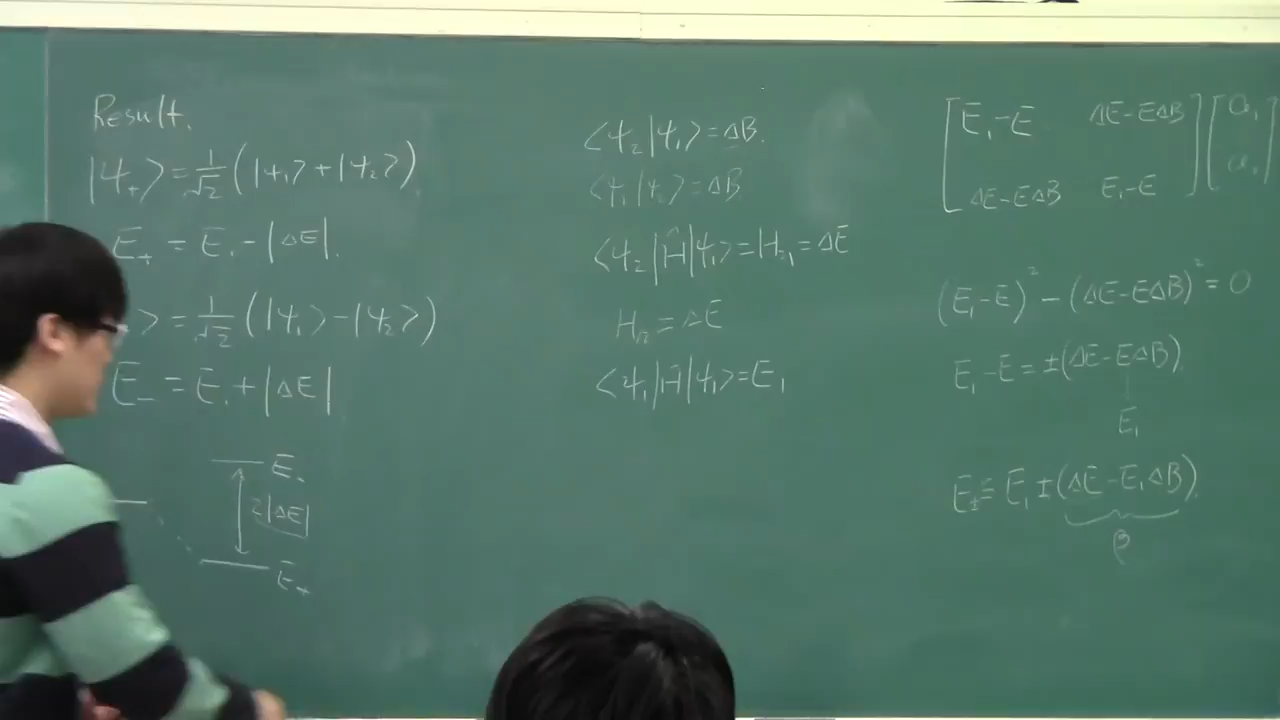 Result.
|ψ₊⟩ = 1/√2 (|ψ₁⟩ + |ψ₂⟩)
E₊ = E₁ - |ΔE|.
⟩ = 1/√2 (|ψ₁⟩ - |ψ₂⟩)
E₋ = E₁ + |ΔE|
E₋
2|ΔE|
E₊
⟨ψ₂|ψ₁⟩ = ΔB.
⟨ψ₁|ψ₂⟩ = ΔB
⟨ψ₂|Ĥ|ψ₁⟩ = H₂₁ = ΔE
H₁₂ = ΔE
⟨ψ₁|Ĥ|ψ₁⟩ = E₁
[E₁-E ΔE-EΔB] [a₁
[ΔE-EΔB E₁-E] [
(E₁-E)² - (ΔE-EΔB)² = 0
E₁-E = ±(ΔE-EΔB)
E₁
E± ≅ E₁ ± (ΔE-E₁ΔB)
β